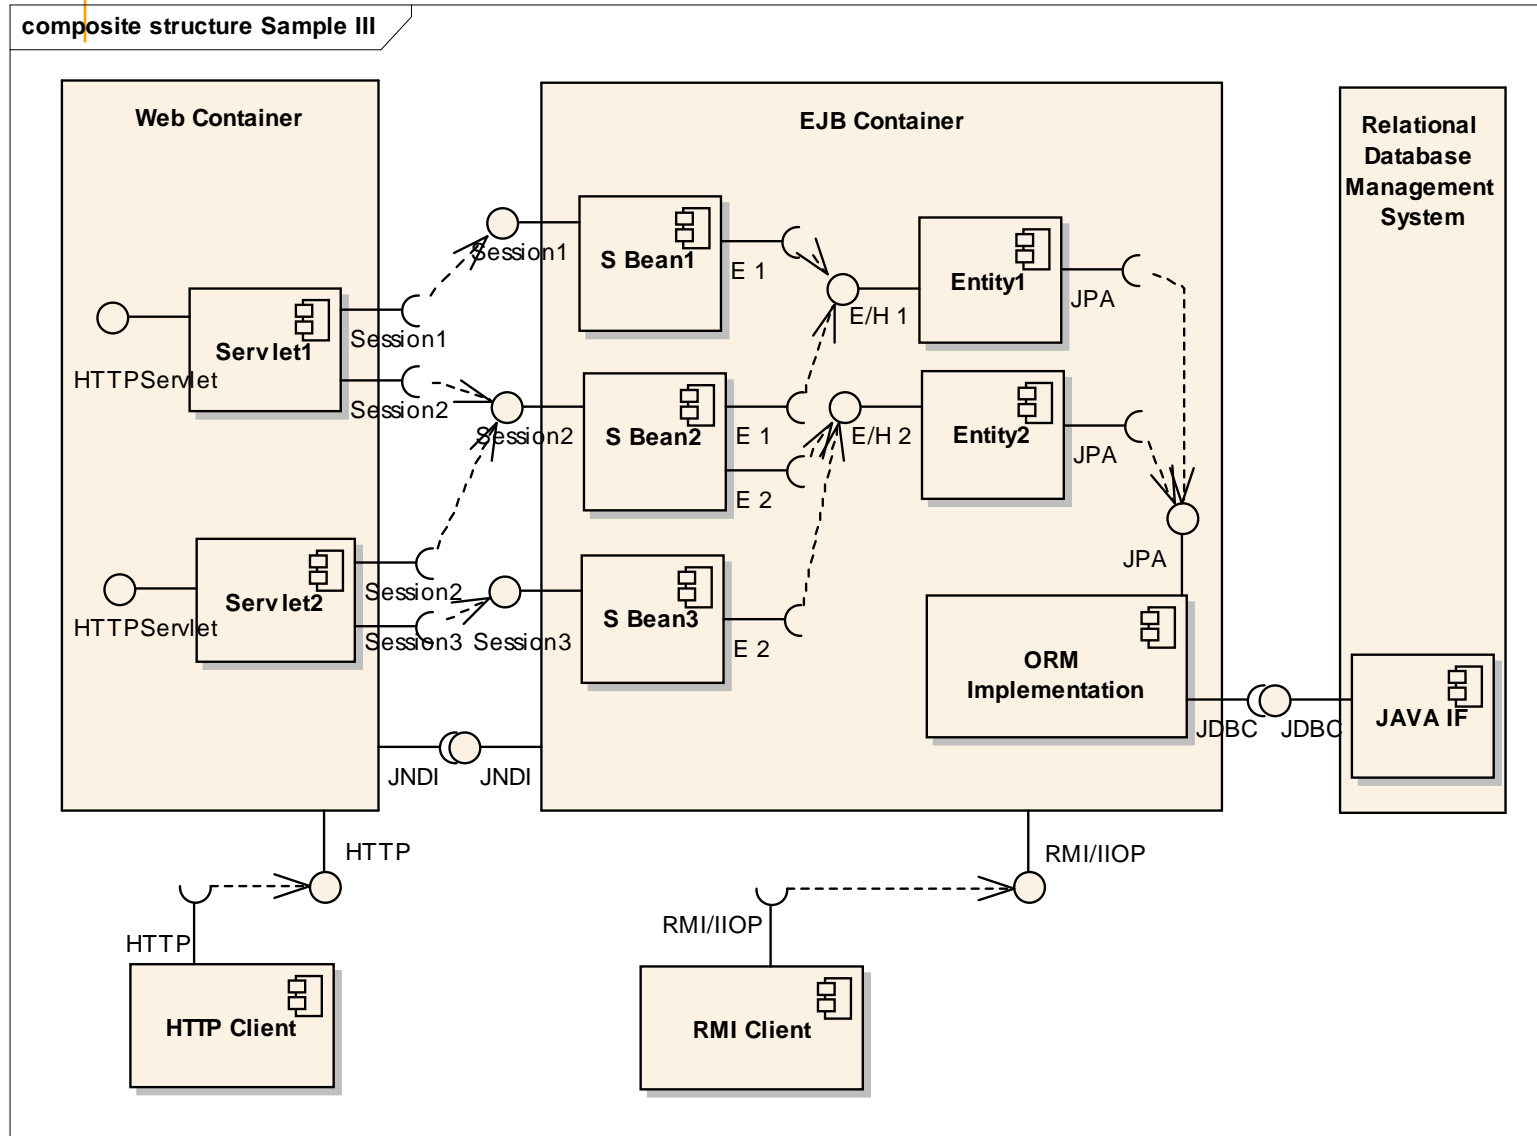 composite structure Sample III
Web Container
EJB Container
Relational
Database
Management
System
Session1
S Bean1
E 1
Entity1
JPA
E/H 1
HTTPServlet
Servlet1
Session1
Session2
Session2
S Bean2
E 1
E 2
E/H 2
Entity2
JPA
JPA
HTTPServlet
Servlet2
Session2
Session3
Session3
S Bean3
E 2
ORM
Implementation
JDBC
JDBC
JAVA IF
JNDI
JNDI
HTTP
RMI/IIOP
HTTP
RMI/IIOP
HTTP Client
RMI Client